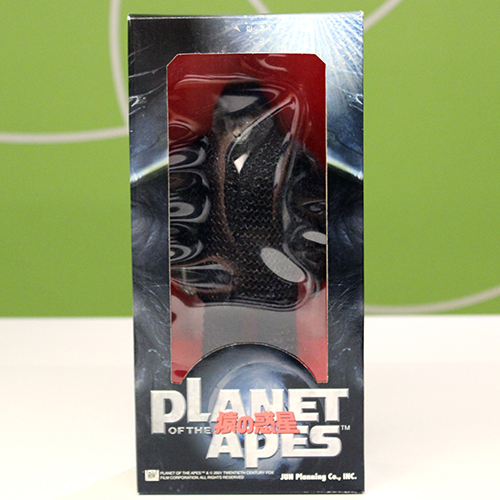 PLANET
OF THE 猿の惑星
APES™
PLANET OF THE APES™ & © 2001 TWENTIETH CENTURY FOX
FILM CORPORATION. ALL RIGHTS RESERVED
JUN Planning Co., INC.